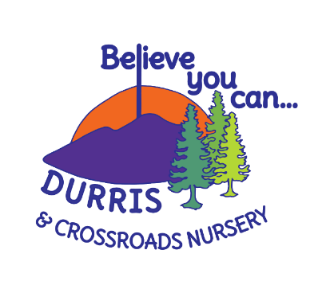 Believe
you
can...
DURRIS
& CROSSROADS NURSERY